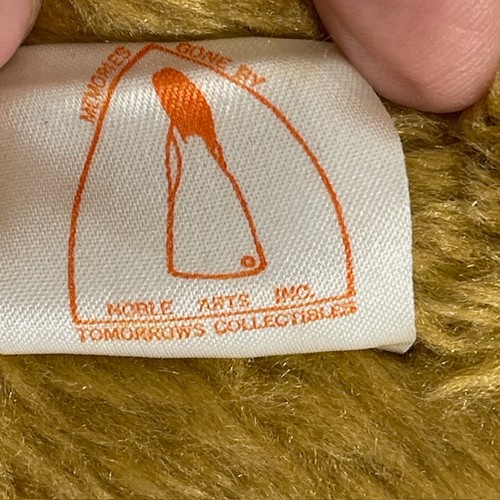 MEMORIES GONE BY
NOBLE ARTS INC.
TOMORROWS COLLECTIBLES